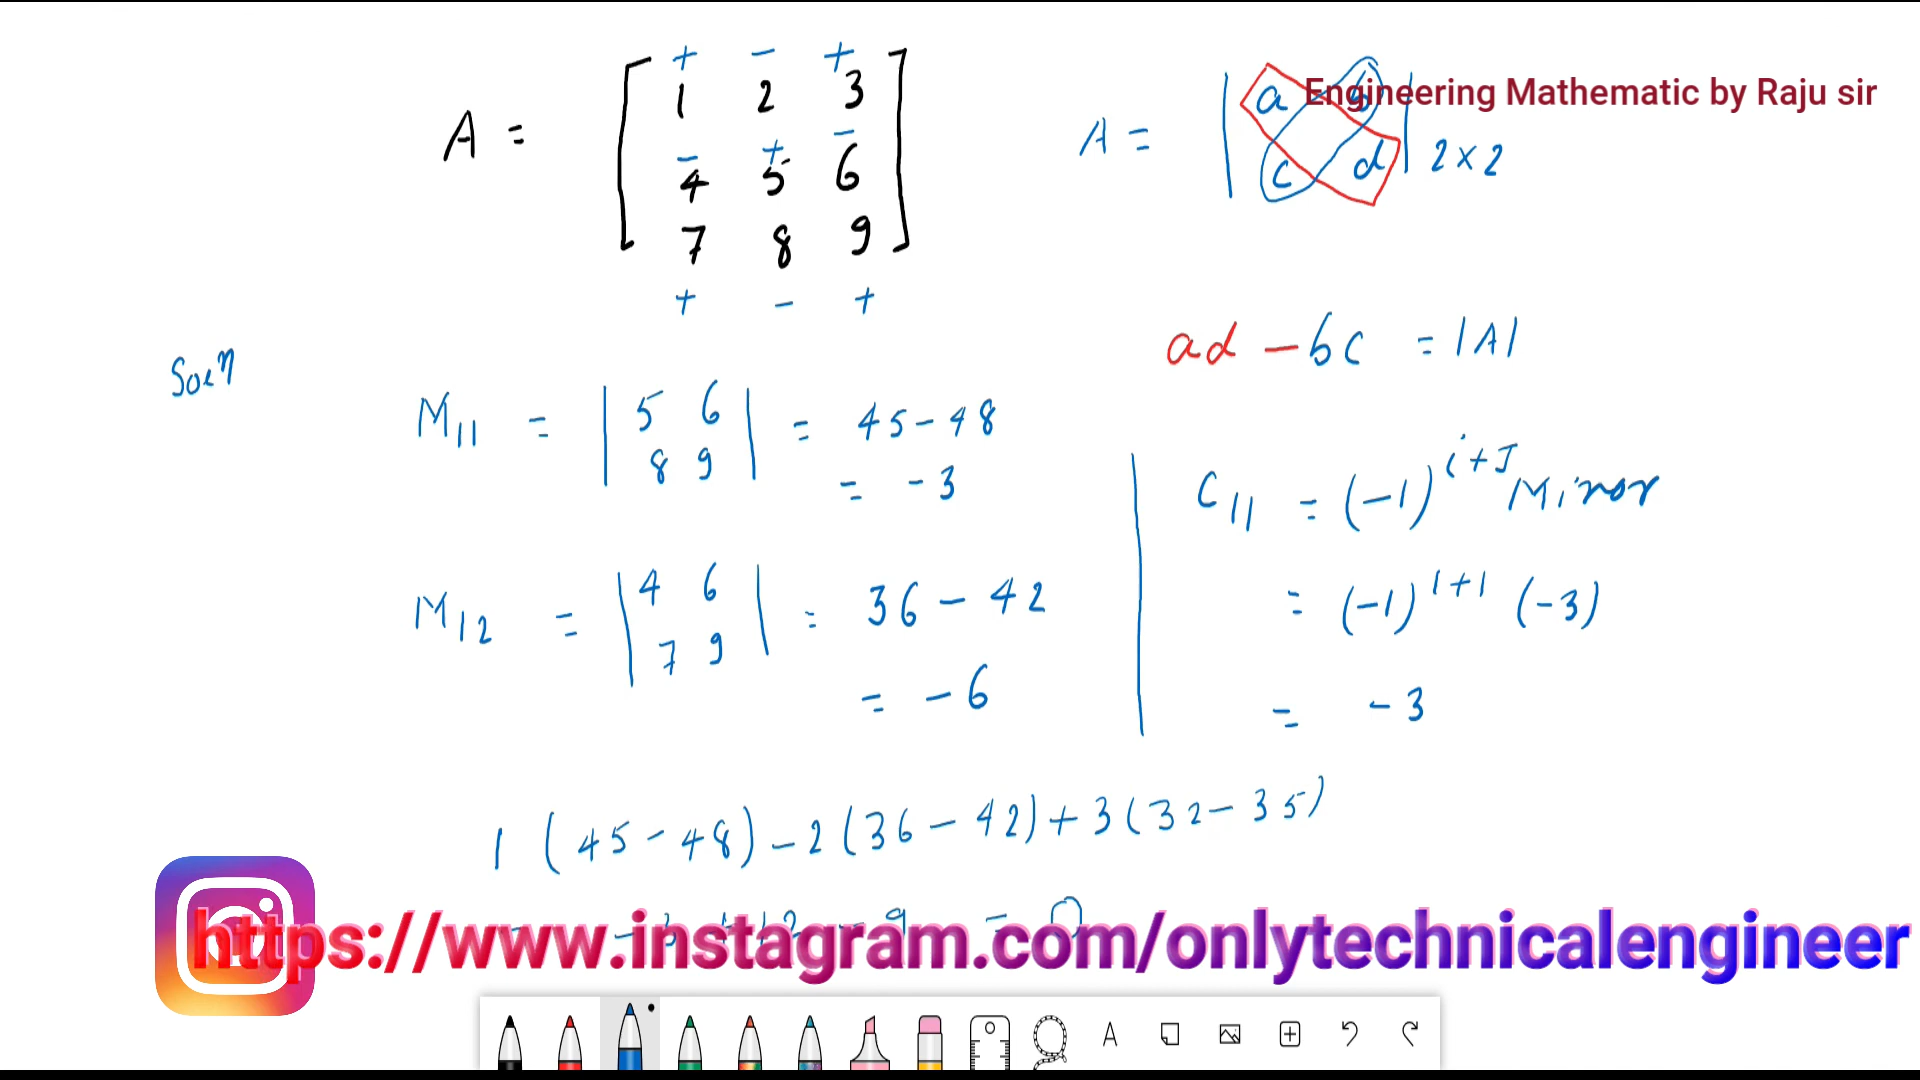 Engineering Mathematic by Raju sir
+ - +
1 2 3
- + -
A = 4 5 6
7 8 9
+ - +
A = | a b
c d | 2 × 2
ad - bc = |A|
Soln
M11 = | 5 6
8 9 | = 45 - 48
= - 3
C11 = (-1)^i+J Minor
= (-1)^1+1 (-3)
= - 3
M12 = | 4 6
7 9 | = 36 - 42
= - 6
1 (45 - 48) - 2 (36 - 42) + 3 (32 - 35)
= 0
https://www.instagram.com/onlytechnicalengineer
A